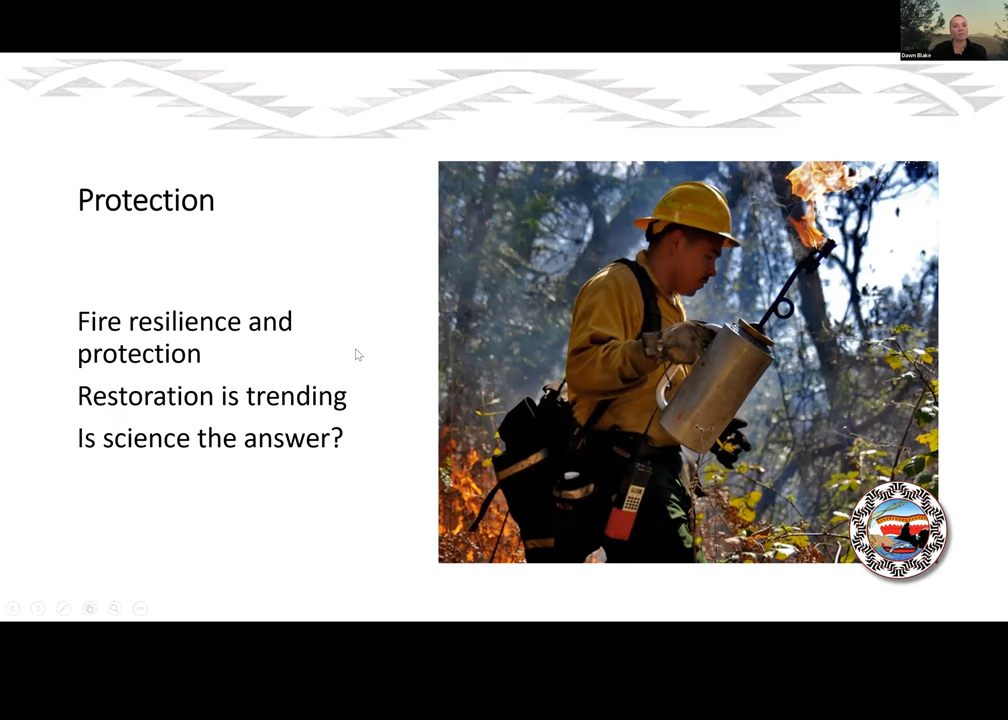 Dawn Blake
Protection
Fire resilience and
protection
Restoration is trending
Is science the answer?